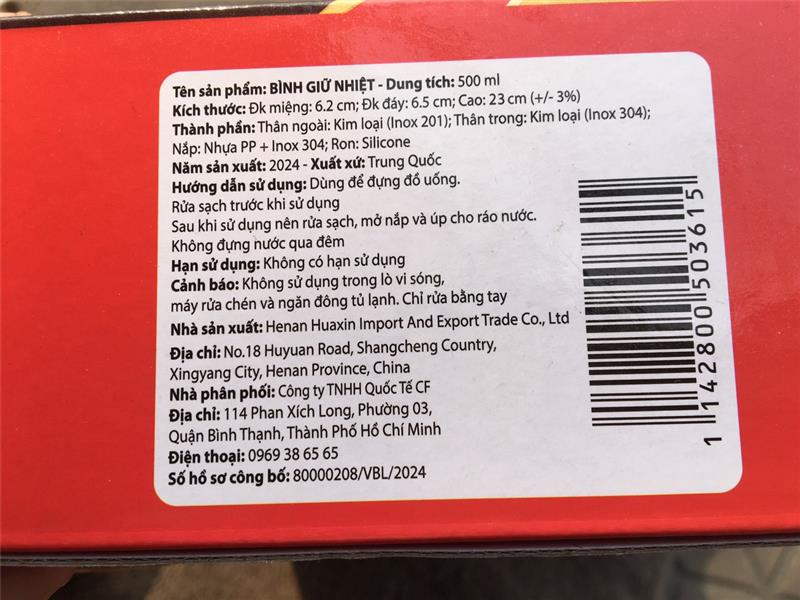 Tên sản phẩm: BÌNH GIỮ NHIỆT - Dung tích: 500 ml
Kích thước: Đk miệng: 6.2 cm; Đk đáy: 6.5 cm; Cao: 23 cm (+/- 3%)
Thành phần: Thân ngoài: Kim loại (Inox 201); Thân trong: Kim loại (Inox 304);
Nắp: Nhựa PP + Inox 304; Ron: Silicone
Năm sản xuất: 2024 - Xuất xứ: Trung Quốc
Hướng dẫn sử dụng: Dùng để đựng đồ uống.
Rửa sạch trước khi sử dụng
Sau khi sử dụng nên rửa sạch, mở nắp và úp cho ráo nước.
Không đựng nước qua đêm
Hạn sử dụng: Không có hạn sử dụng
Cảnh báo: Không sử dụng trong lò vi sóng,
máy rửa chén và ngăn đông tủ lạnh. Chỉ rửa bằng tay
Nhà sản xuất: Henan Huaxin Import And Export Trade Co., Ltd
Địa chỉ: No.18 Huyuan Road, Shangcheng Country,
Xingyang City, Henan Province, China
Nhà phân phối: Công ty TNHH Quốc Tế CF
Địa chỉ: 114 Phan Xích Long, Phường 03,
Quận Bình Thạnh, Thành Phố Hồ Chí Minh
Điện thoại: 0969 38 65 65
Số hồ sơ công bố: 80000208/VBL/2024
1 142800 503615